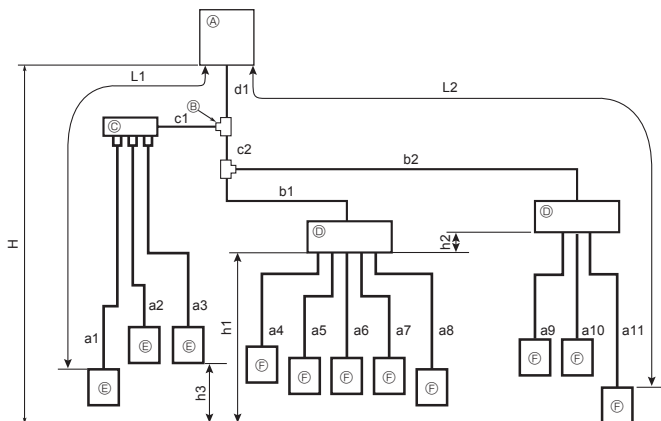 Ⓐ
L1
d1
L2
Ⓑ
Ⓒ
c1
c2
b2
b1
Ⓓ
Ⓓ
h2
H
h1
a1
a2
a3
a4
a5
a6
a7
a8
a9
a10
a11
Ⓔ
Ⓔ
Ⓔ
Ⓕ
Ⓕ
Ⓕ
Ⓕ
Ⓕ
Ⓕ
Ⓕ
Ⓕ
h3